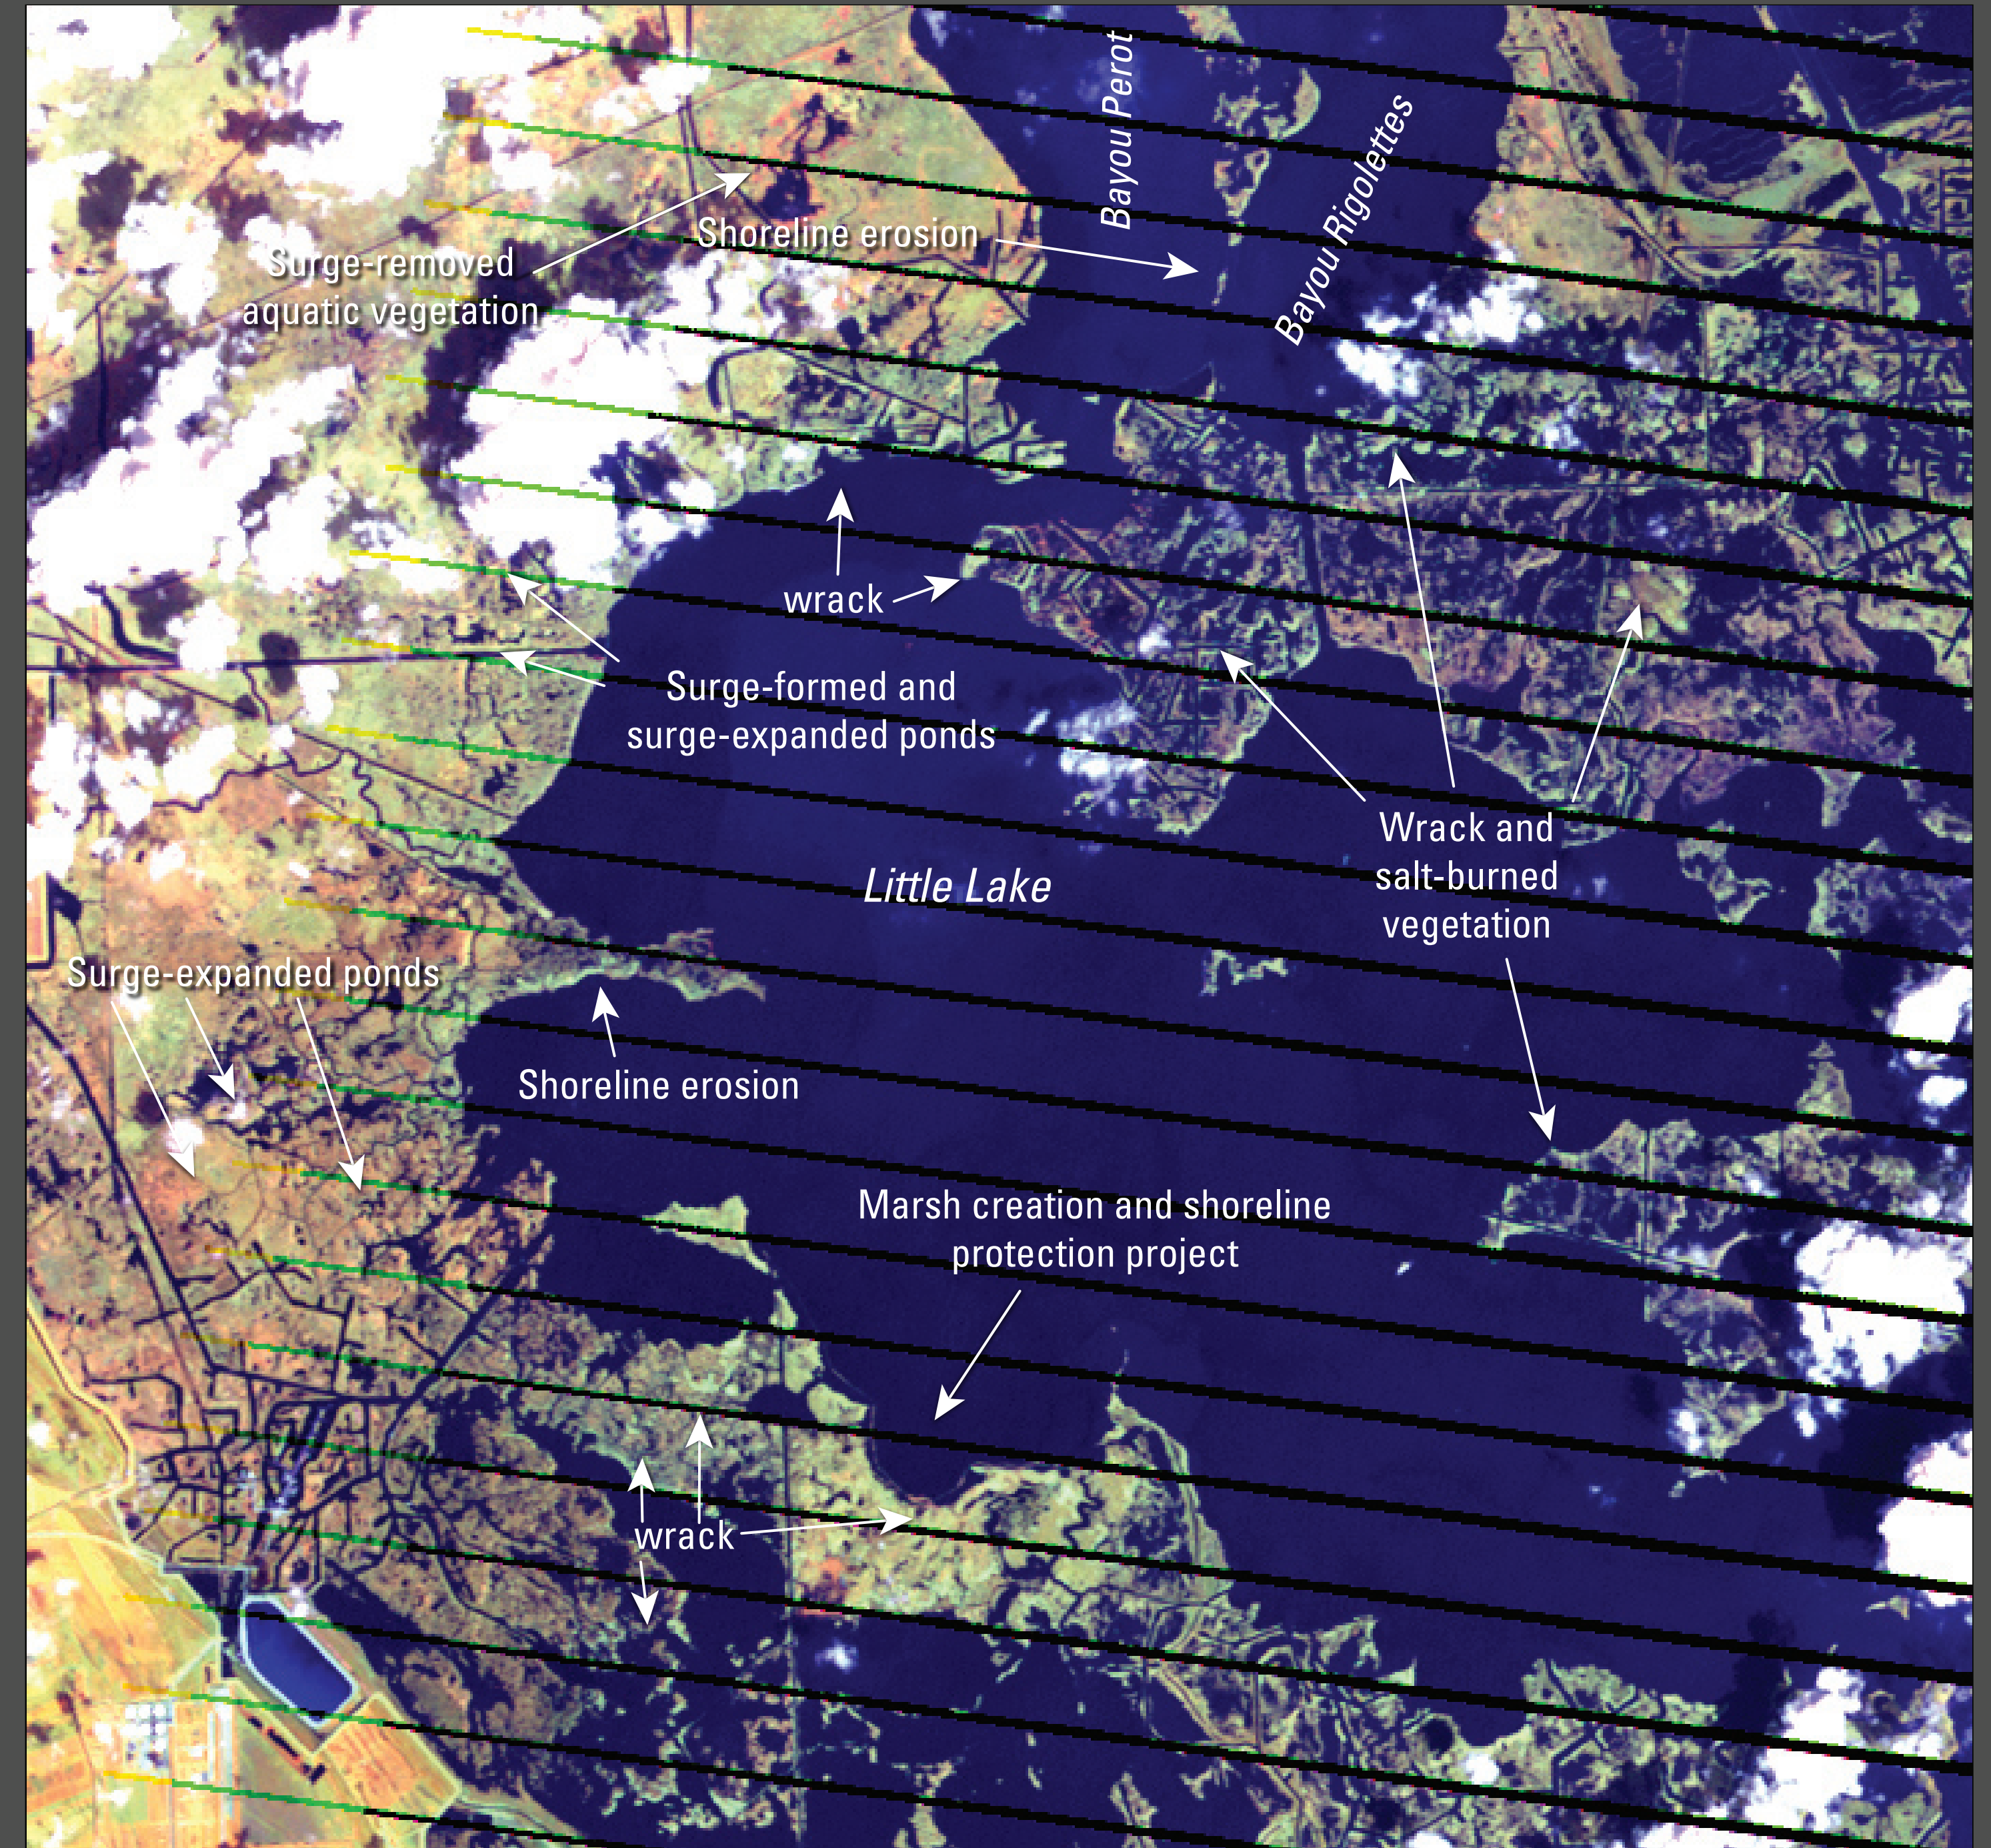 Bayou Perot
Bayou Rigolettes
Surge-removed
aquatic vegetation
Shoreline erosion
wrack
Surge-formed and
surge-expanded ponds
Wrack and
salt-burned
vegetation
Little Lake
Surge-expanded ponds
Shoreline erosion
Marsh creation and shoreline
protection project
wrack